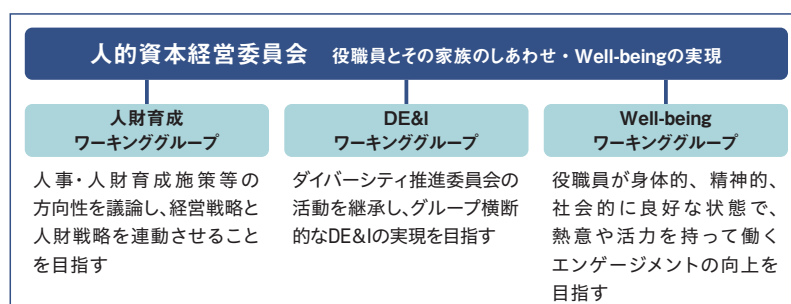 人的資本経営委員会 役職員とその家族のしあわせ・Well-beingの実現
人財育成
ワーキンググループ
人事・人財育成施策等の
方向性を議論し、経営戦略と
人財戦略を連動させること
を目指す
DE&I
ワーキンググループ
ダイバーシティ推進委員会の
活動を継承し、グループ横断
的なDE&Iの実現を目指す
Well-being
ワーキンググループ
役職員が身体的、精神的、
社会的に良好な状態で、
熱意や活力を持って働く
エンゲージメントの向上を
目指す